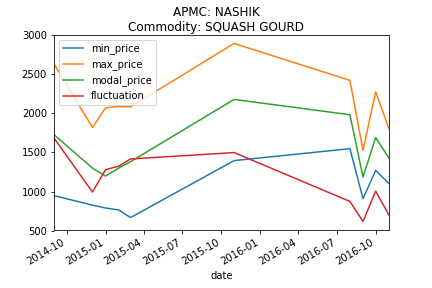 APMC: NASHIK
Commodity: SQUASH GOURD
3000
2500
2000
1500
1000
500
min_price
max_price
modal_price
fluctuation
2014-10
2015-01
2015-04
2015-07
2015-10
2016-01
2016-04
2016-07
2016-10
date